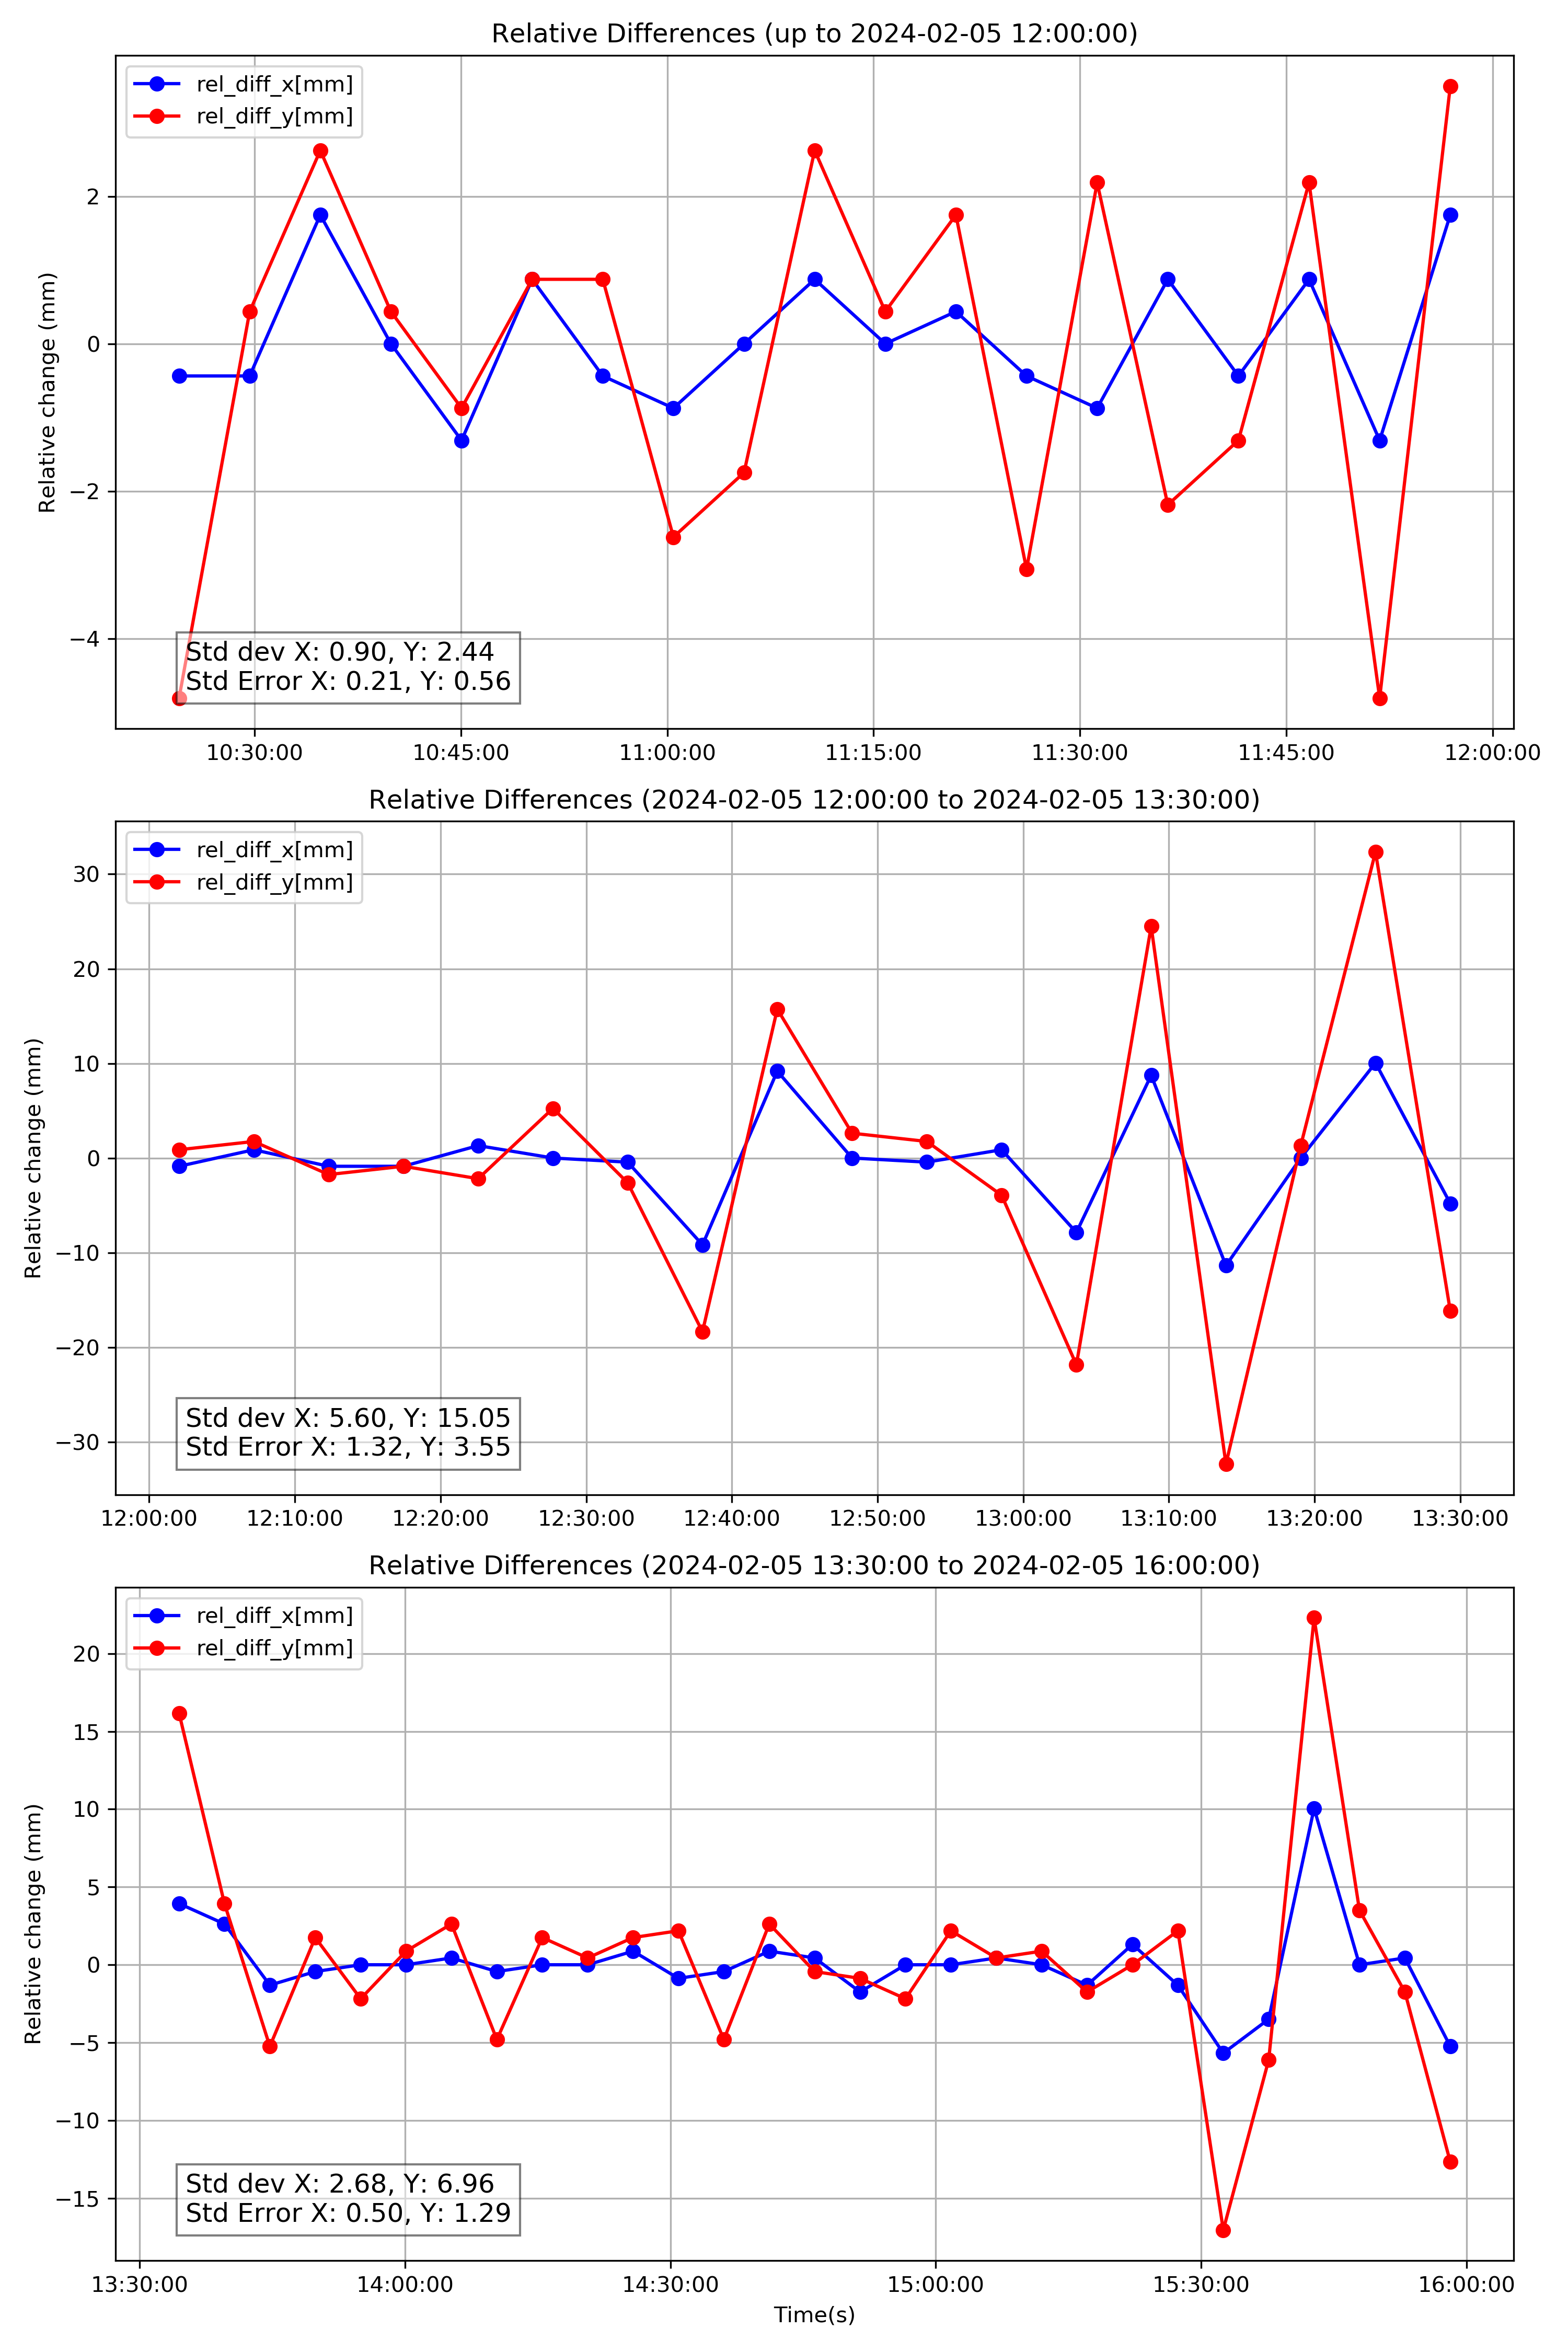 Relative Differences (up to 2024-02-05 12:00:00)
rel_diff_x[mm]
rel_diff_y[mm]
Relative change (mm)
2
0
−2
−4
Std dev X: 0.90, Y: 2.44
Std Error X: 0.21, Y: 0.56
10:30:00 10:45:00 11:00:00 11:15:00 11:30:00 11:45:00 12:00:00
Relative Differences (2024-02-05 12:00:00 to 2024-02-05 13:30:00)
rel_diff_x[mm]
rel_diff_y[mm]
Relative change (mm)
30
20
10
0
−10
−20
−30
Std dev X: 5.60, Y: 15.05
Std Error X: 1.32, Y: 3.55
12:00:00 12:10:00 12:20:00 12:30:00 12:40:00 12:50:00 13:00:00 13:10:00 13:20:00 13:30:00
Relative Differences (2024-02-05 13:30:00 to 2024-02-05 16:00:00)
rel_diff_x[mm]
rel_diff_y[mm]
Relative change (mm)
20
15
10
5
0
−5
−10
−15
Std dev X: 2.68, Y: 6.96
Std Error X: 0.50, Y: 1.29
13:30:00 14:00:00 14:30:00 15:00:00 15:30:00 16:00:00
Time(s)